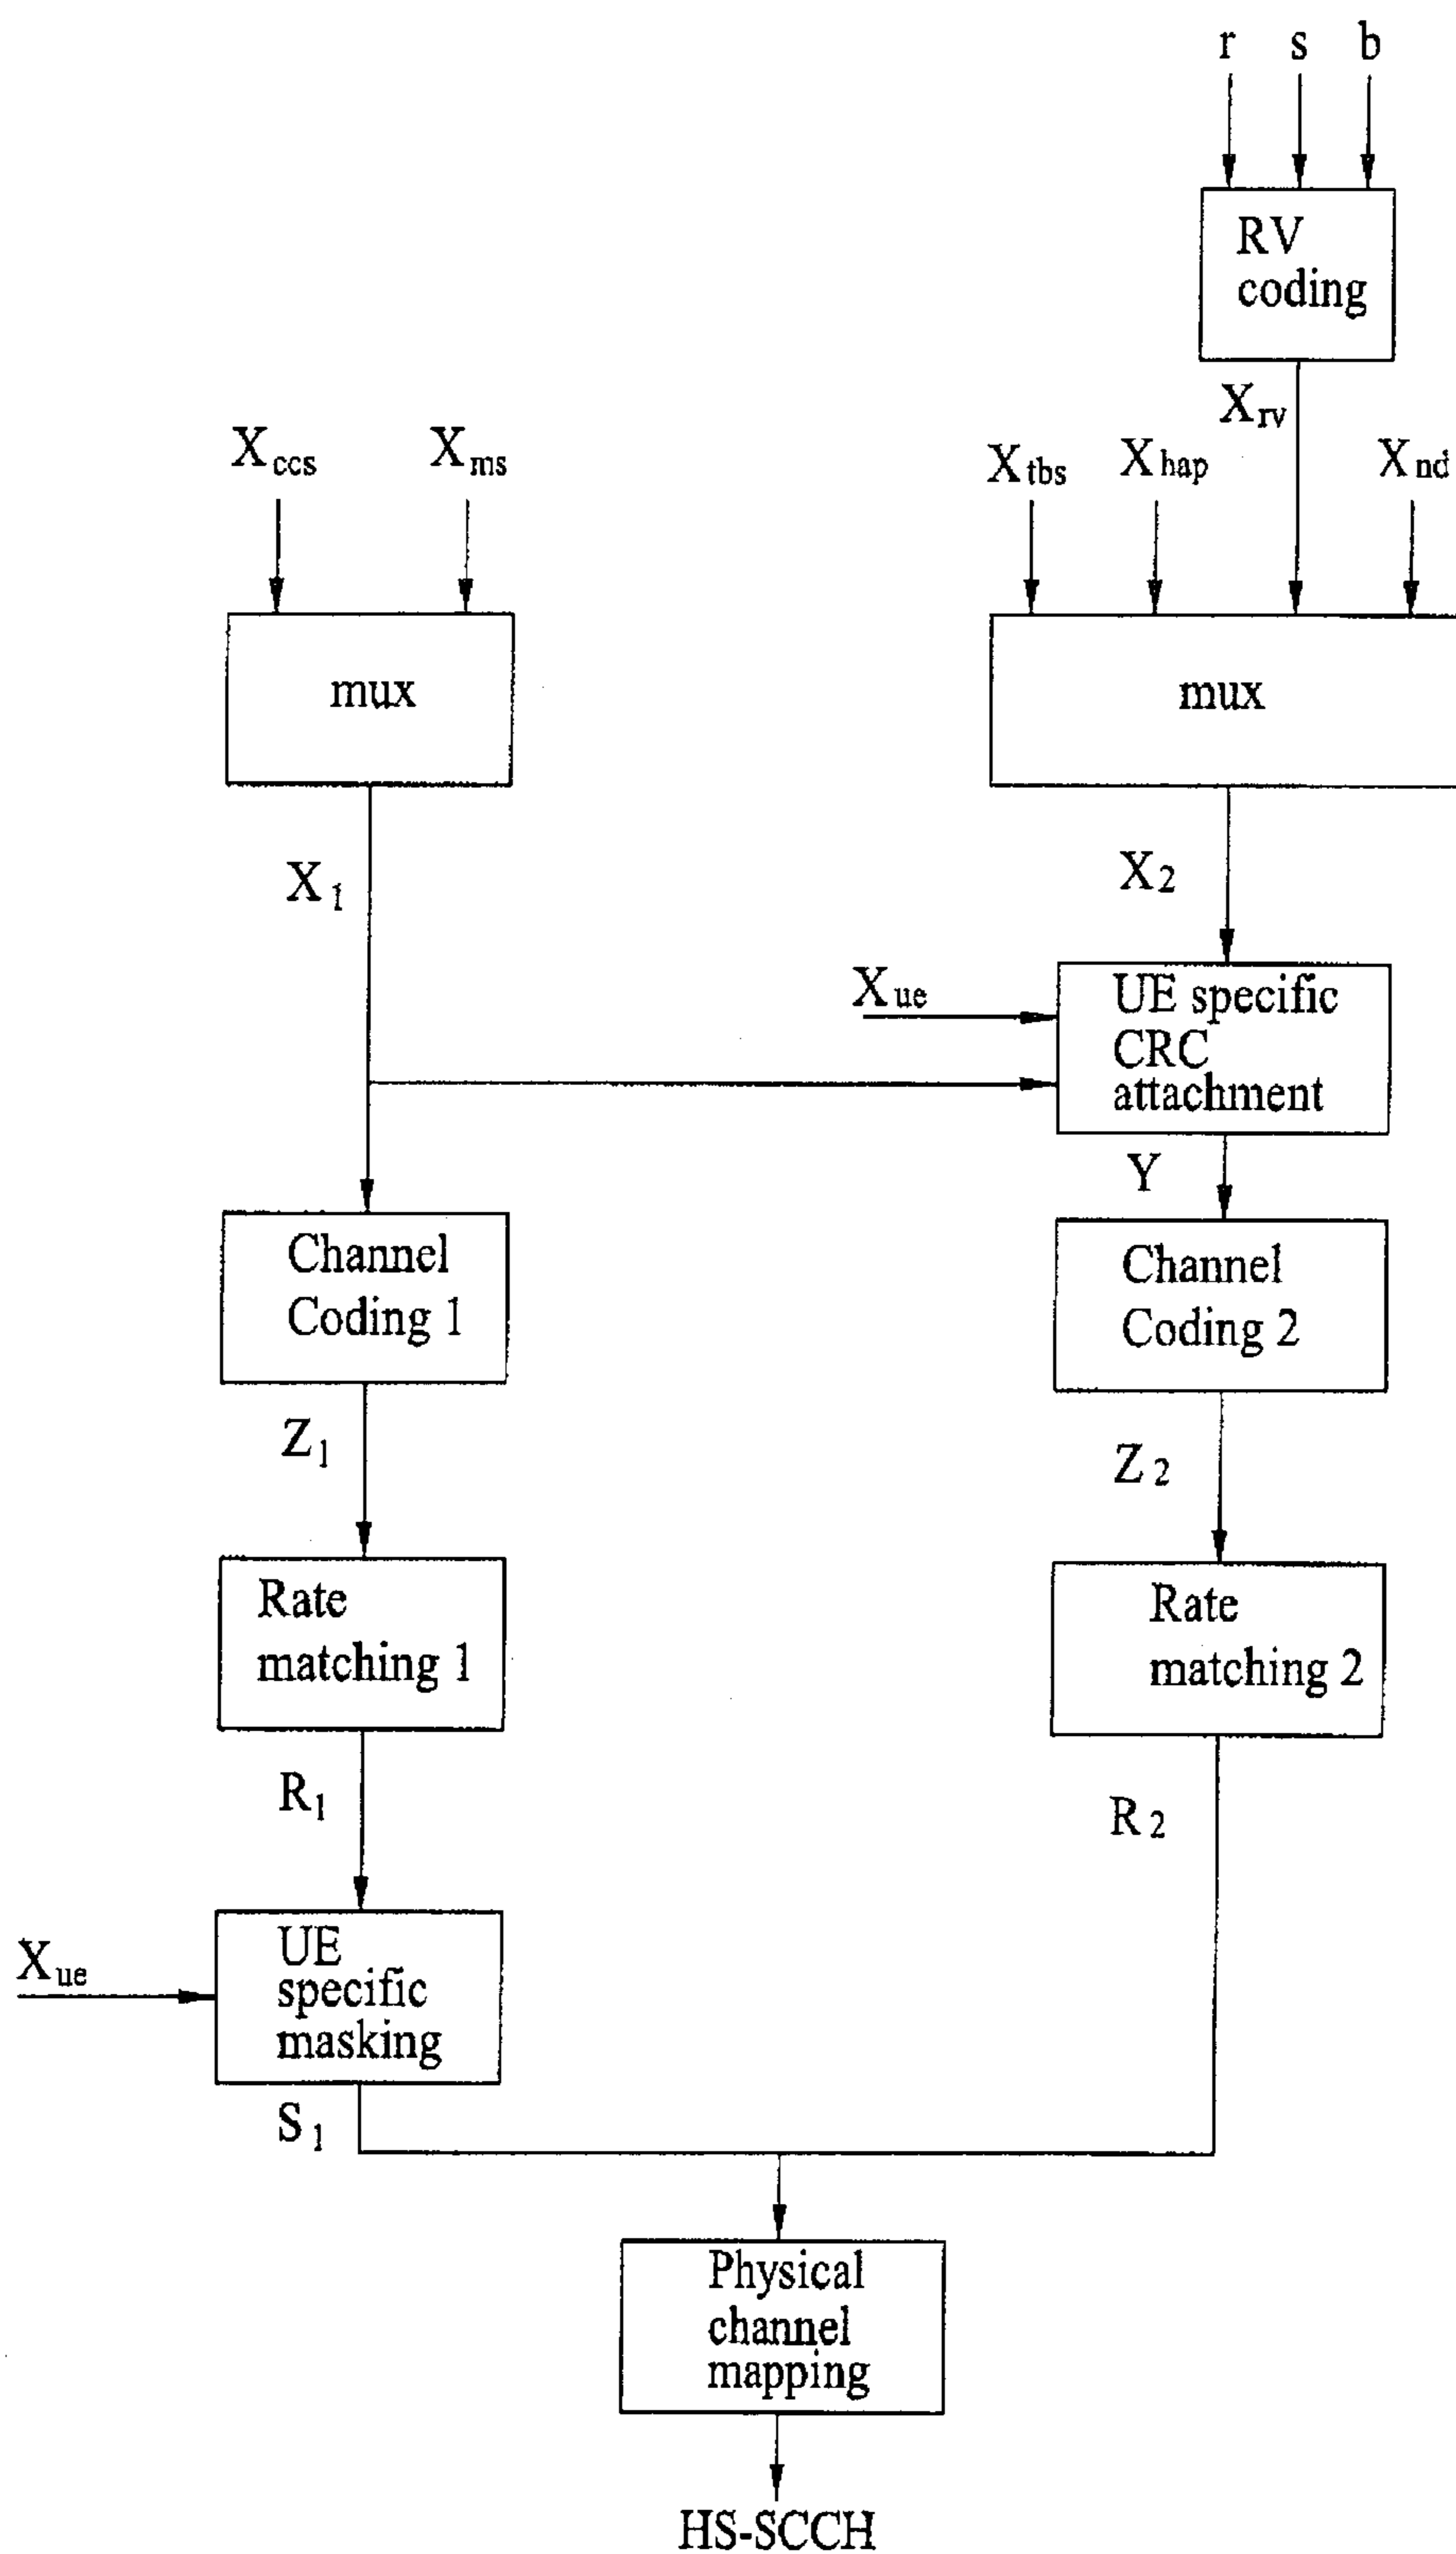 r s b
RV
coding
Xrv
Xccs Xms
Xtbs Xhap Xnd
mux
mux
X1
X2
Xue
UE specific
CRC
attachment
Y
Channel
Coding 1
Channel
Coding 2
Z1
Z2
Rate
matching 1
Rate
matching 2
R1
R2
Xue
UE
specific
masking
S1
Physical
channel
mapping
HS-SCCH